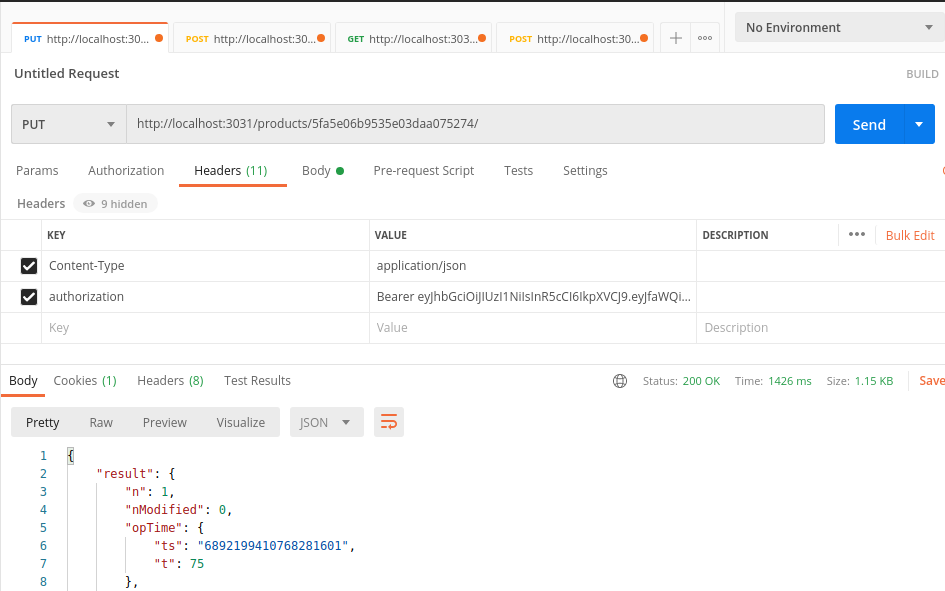 PUT http://localhost:30... POST http://localhost:30... GET http://localhost:303... POST http://localhost:30... No Environment
Untitled Request BUILD
PUT http://localhost:3031/products/5fa5e06b9535e03daa075274/ Send
Params Authorization Headers (11) Body Pre-request Script Tests Settings
Headers 9 hidden
KEY VALUE DESCRIPTION Bulk Edit
Content-Type application/json
authorization Bearer eyJhbGciOiJIUzI1NiIsInR5cCI6IkpXVCJ9.eyJfaWQi...
Key Value Description
Body Cookies (1) Headers (8) Test Results Status: 200 OK Time: 1426 ms Size: 1.15 KB Save
Pretty Raw Preview Visualize JSON
1 {
2 "result": {
3 "n": 1,
4 "nModified": 0,
5 "opTime": {
6 "ts": "6892199410768281601",
7 "t": 75
8 },